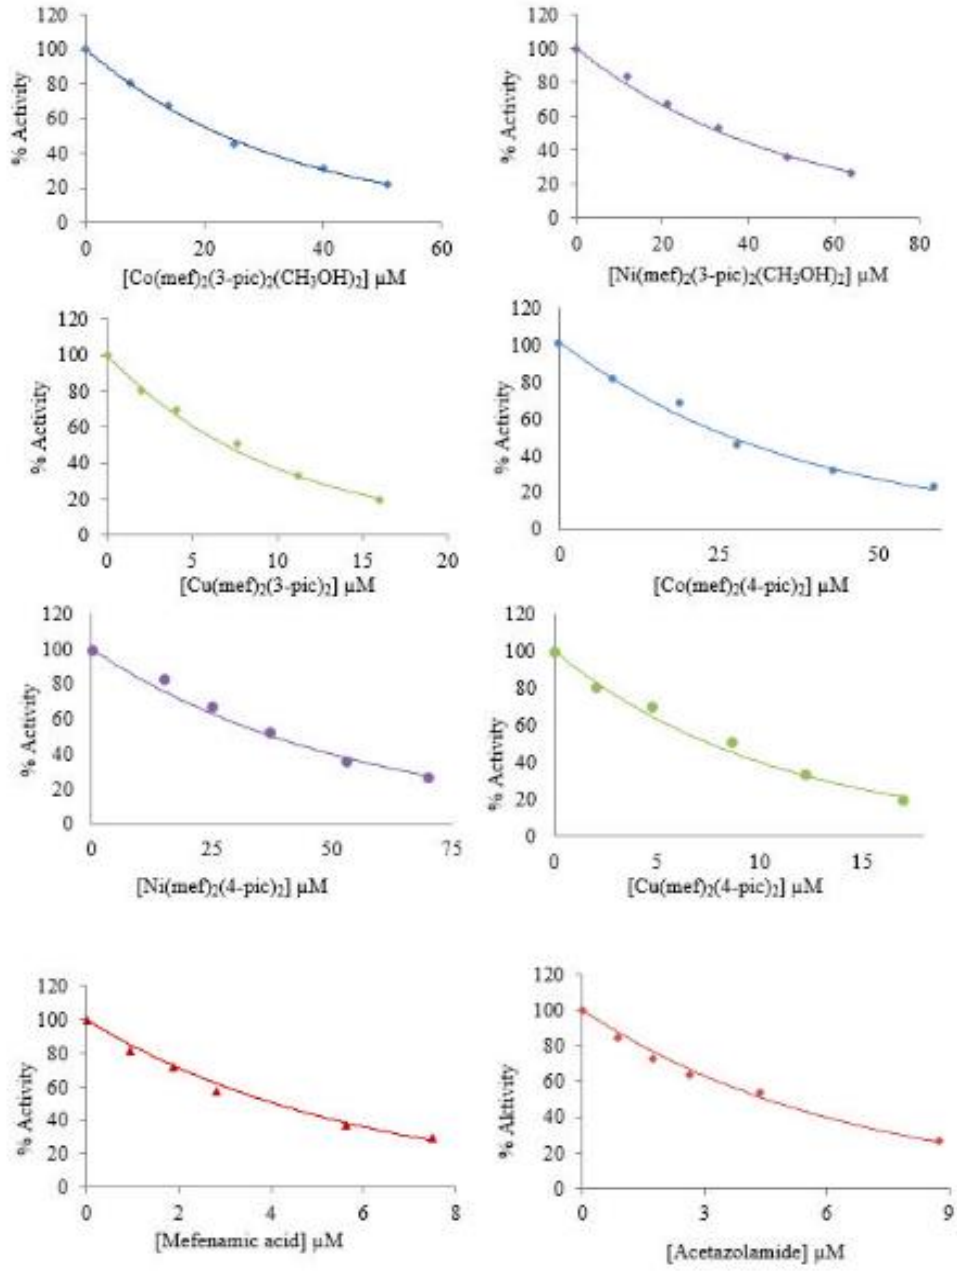 120
100
80
60
40
20
0
% Activity
0 20 40 60
[Co(mef)₂(3-pic)₂(CH₃OH)₂] µM
120
100
80
60
40
20
0
% Activity
0 20 40 60 80
[Ni(mef)₂(3-pic)₂(CH₃OH)₂] µM
120
100
80
60
40
20
0
% Activity
0 5 10 15 20
[Cu(mef)₂(3-pic)₂] µM
120
100
80
60
40
20
0
% Activity
0 25 50
[Co(mef)₂(4-pic)₂] µM
120
100
80
60
40
20
0
% Activity
0 25 50 75
[Ni(mef)₂(4-pic)₂] µM
120
100
80
60
40
20
0
% Activity
0 5 10 15
[Cu(mef)₂(4-pic)₂] µM
120
100
80
60
40
20
0
% Activity
0 2 4 6 8
[Mefenamic acid] µM
120
100
80
60
40
20
0
% Aktivity
0 3 6 9
[Acetazolamide] µM